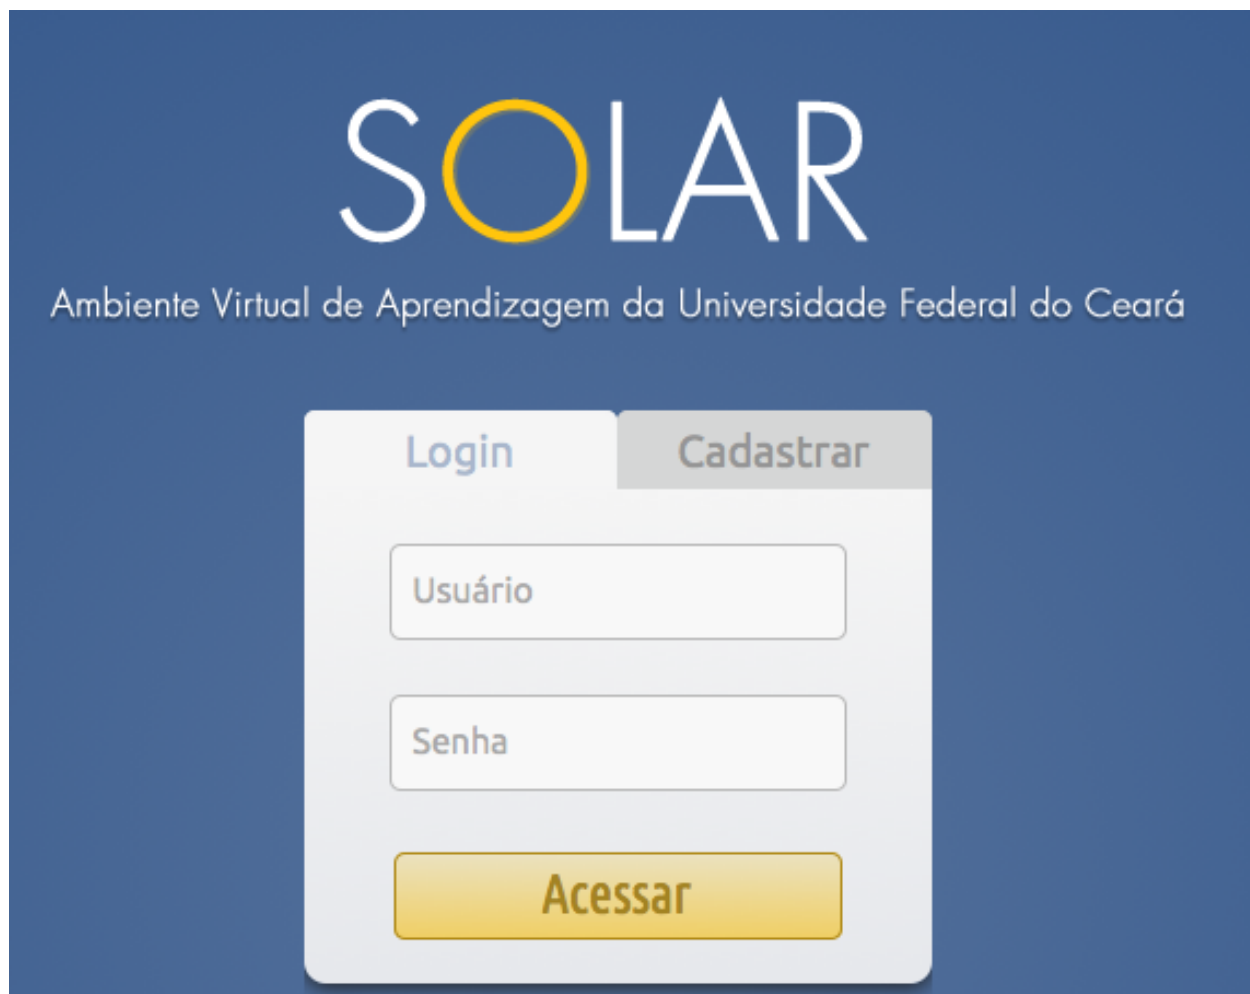 SOLAR
Ambiente Virtual de Aprendizagem da Universidade Federal do Ceará
Login Cadastrar
Usuário
Senha
Acessar